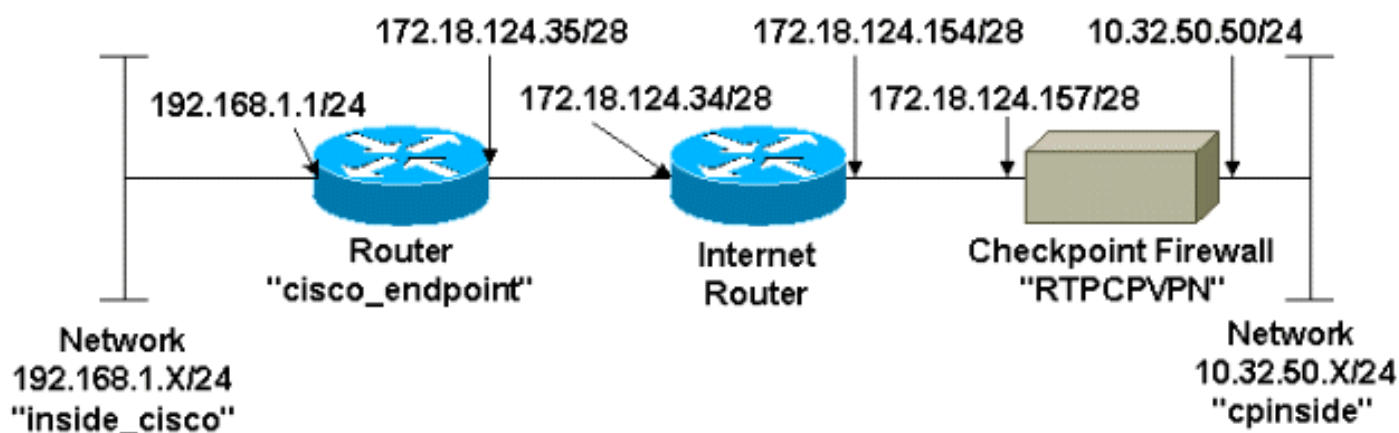 172.18.124.35/28
172.18.124.154/28
10.32.50.50/24
192.168.1.1/24
172.18.124.34/28
172.18.124.157/28
Router
"cisco_endpoint"
Internet
Router
Checkpoint Firewall
"RTPCPVPN"
Network
192.168.1.X/24
"inside_cisco"
Network
10.32.50.X/24
"cpinside"